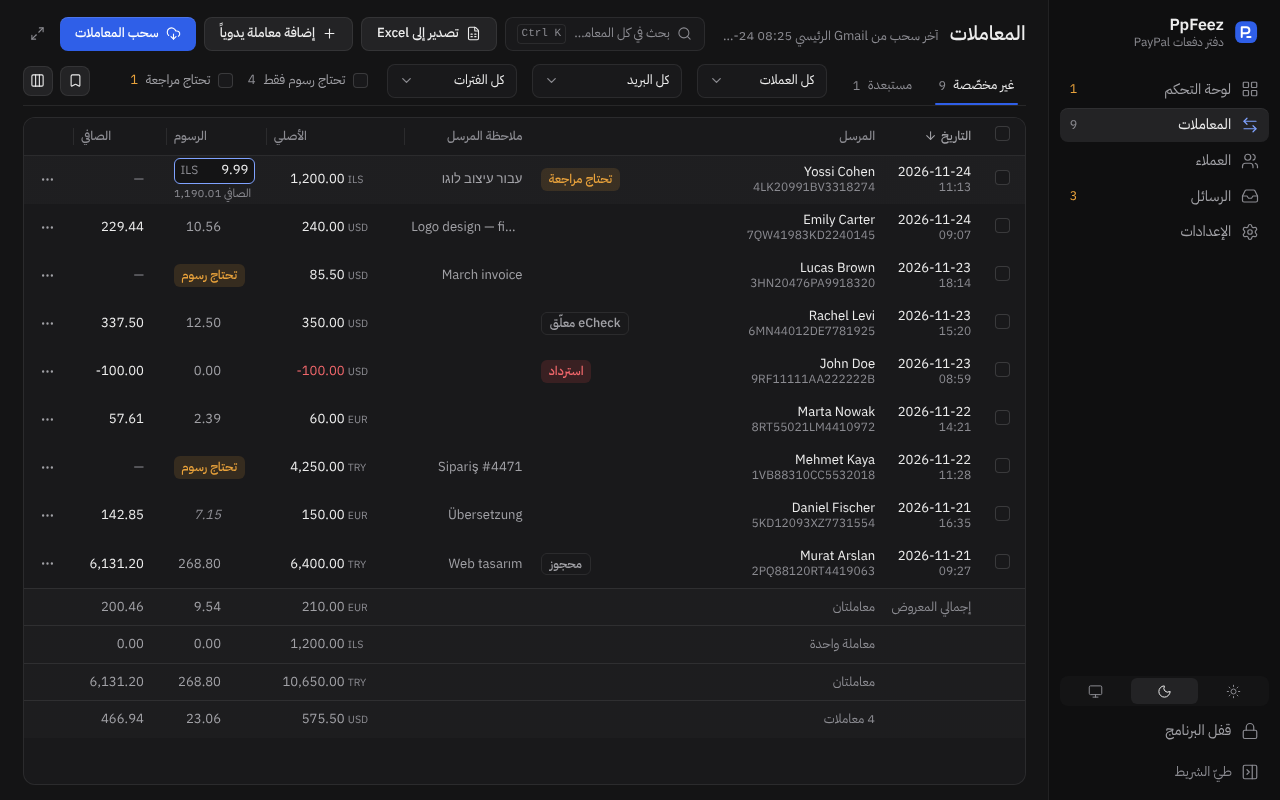 PpFeez
دفتر دفعات PayPal
لوحة التحكم 1
المعاملات 9
العملاء
الرسائل 3
الإعدادات
قفل البرنامج
طيّ الشريط
المعاملات
آخر سحب من Gmail الرئيسي 08:25 24-...
بحث في كل المعامـ... Ctrl K
تصدير إلى Excel
إضافة معاملة يدوياً
سحب المعاملات
غير مخصّصة 9
مستبعدة 1
كل العملات
كل البريد
كل الفترات
تحتاج رسوم فقط 4
تحتاج مراجعة 1
التاريخ المرسل ملاحظة المرسل الأصلي الرسوم الصافي
2026-11-24 Yossi Cohen تحتاج مراجعة עבור עיצוב לוגו 1,200.00 ILS 9.99 ILS —
11:13 4LK20991BV3318274 الصافي 1,190.01
2026-11-24 Emily Carter Logo design — fi... 240.00 USD 10.56 229.44
09:07 7QW41983KD2240145
2026-11-23 Lucas Brown March invoice 85.50 USD تحتاج رسوم —
18:14 3HN20476PA9918320
2026-11-23 Rachel Levi eCheck معلّق 350.00 USD 12.50 337.50
15:20 6MN44012DE7781925
2026-11-23 John Doe استرداد -100.00 USD 0.00 -100.00
08:59 9RF11111AA222222B
2026-11-22 Marta Nowak 60.00 EUR 2.39 57.61
14:21 8RT55021LM4410972
2026-11-22 Mehmet Kaya Sipariş #4471 4,250.00 TRY تحتاج رسوم —
11:28 1VB88310CC5532018
2026-11-21 Daniel Fischer Übersetzung 150.00 EUR 7.15 142.85
16:35 5KD12093XZ7731554
2026-11-21 Murat Arslan محجوز Web tasarım 6,400.00 TRY 268.80 6,131.20
09:27 2PQ88120RT4419063
إجمالي المعروض معاملتان 210.00 EUR 9.54 200.46
معاملة واحدة 1,200.00 ILS 0.00 0.00
معاملتان 10,650.00 TRY 268.80 6,131.20
4 معاملات 575.50 USD 23.06 466.94